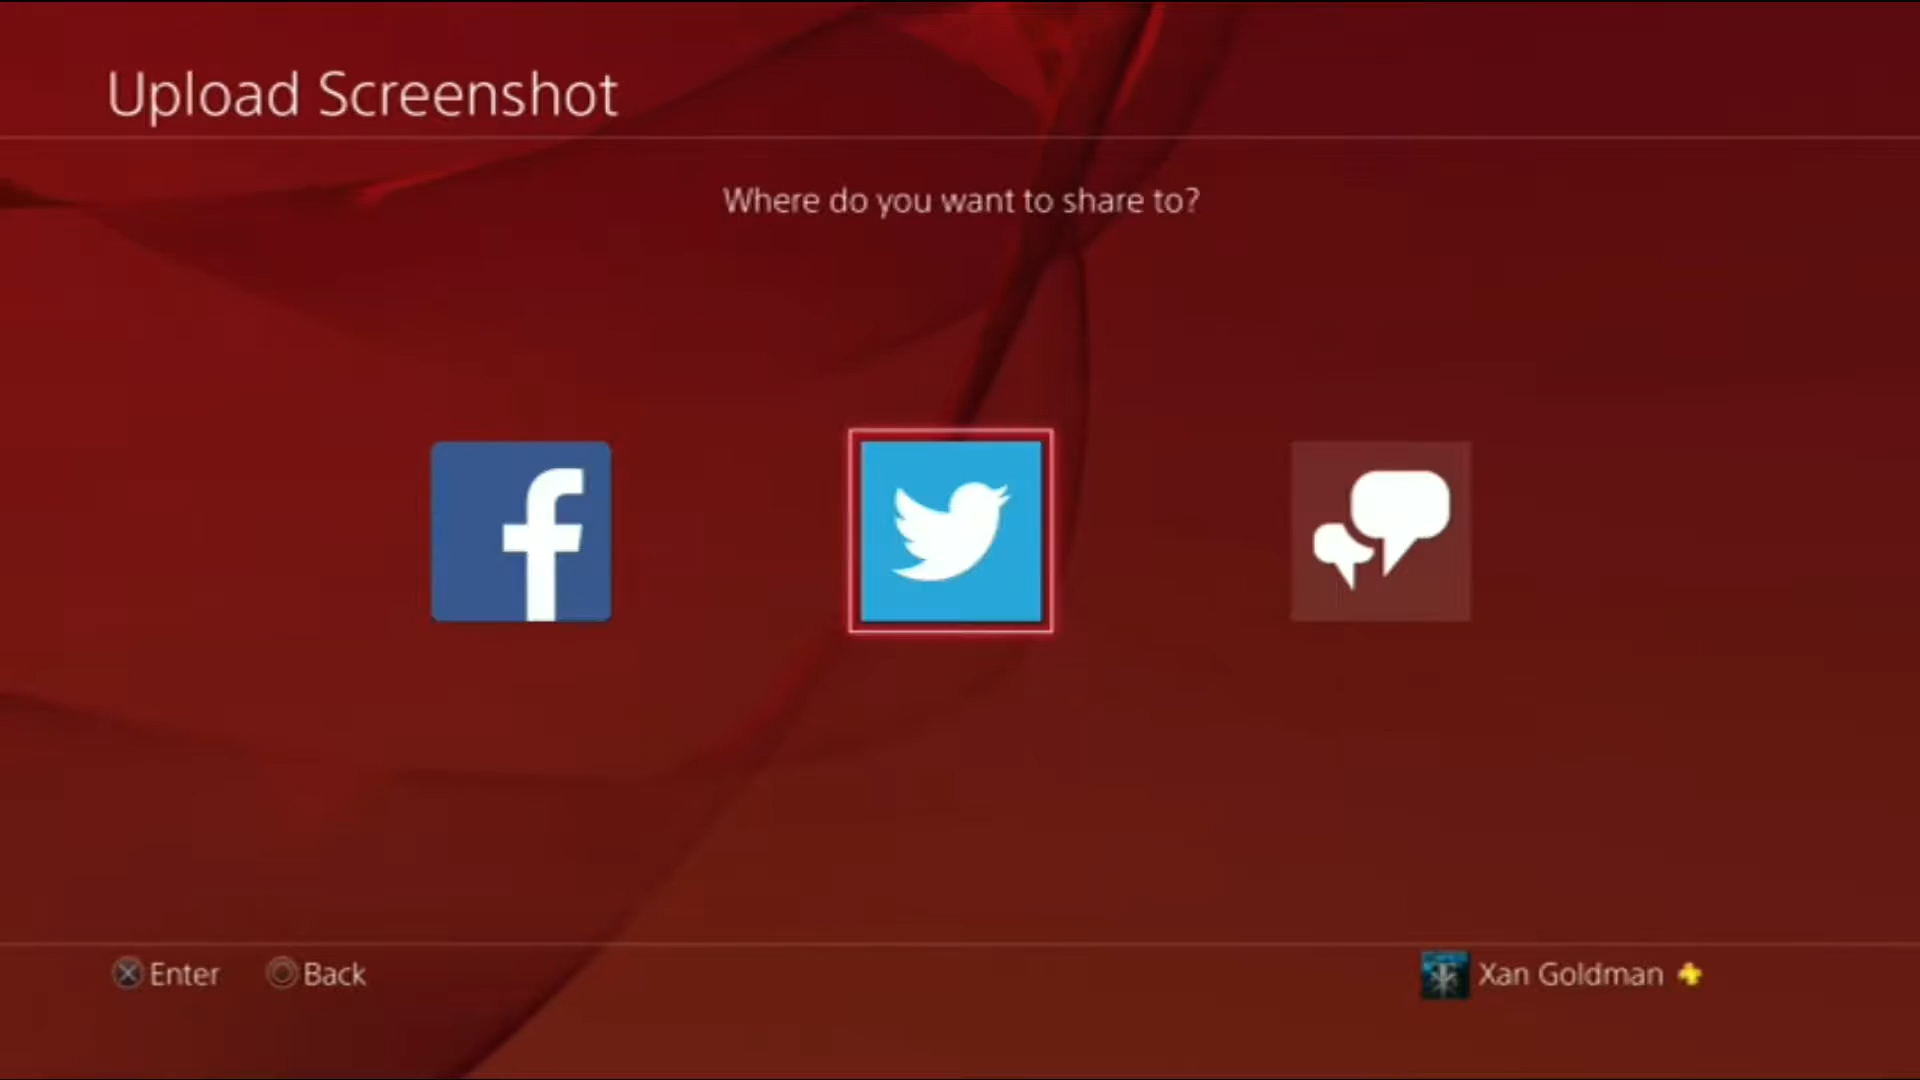 Upload Screenshot
Where do you want to share to?
Enter
Back
Xan Goldman